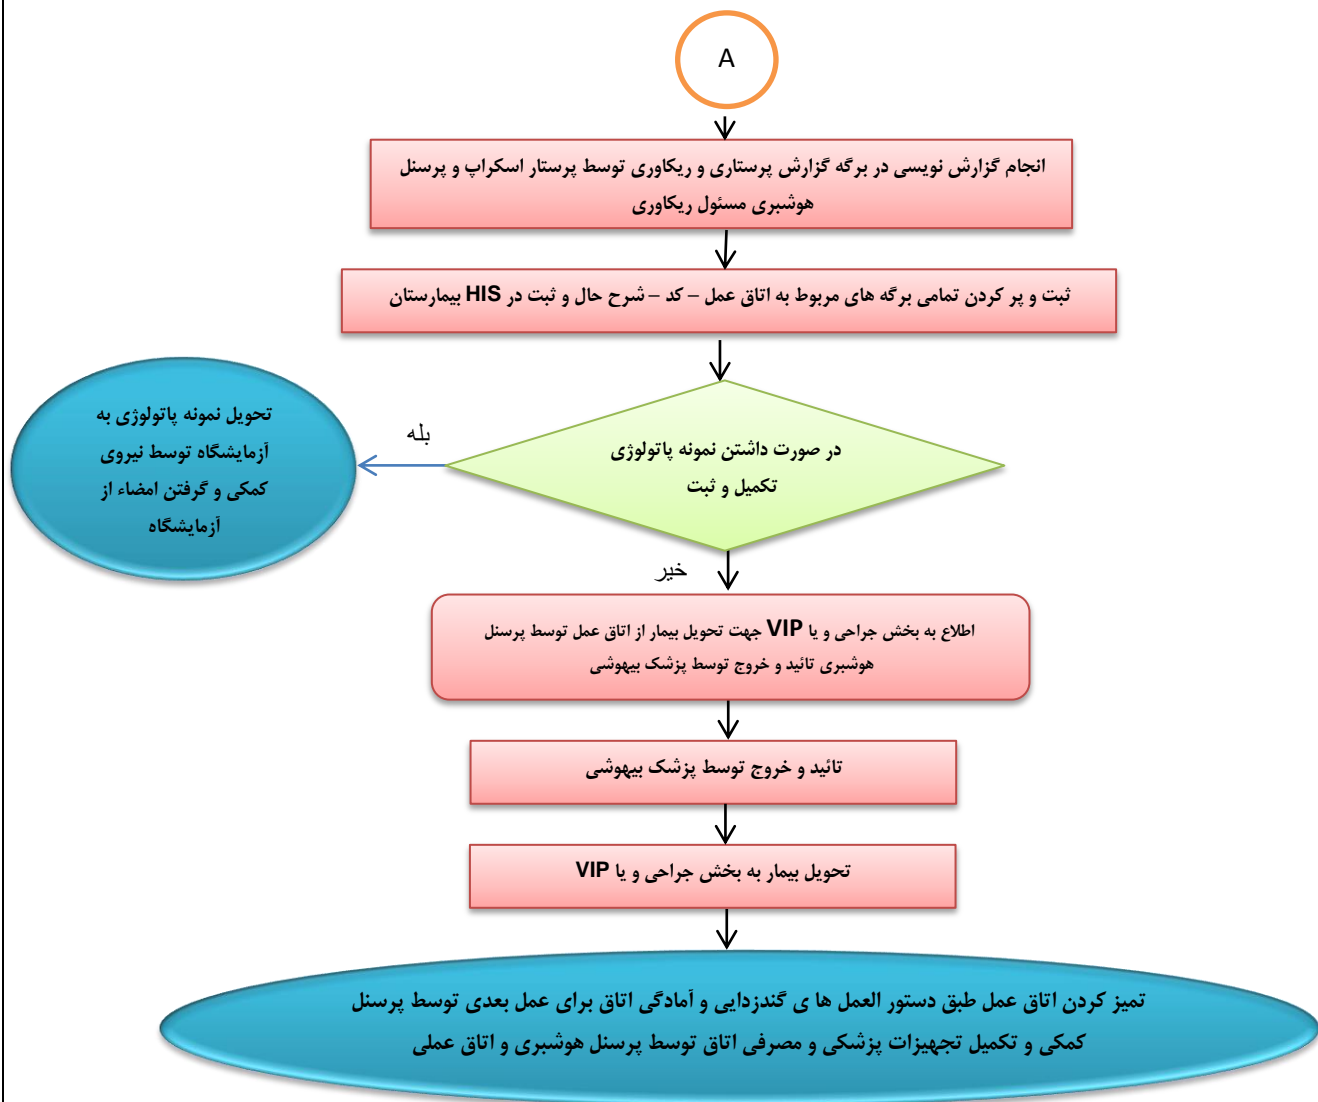 A
انجام گزارش نویسی در برگه گزارش پرستاری و ریکاوری توسط پرستار اسکراپ و پرسنل
هوشبری مسئول ریکاوری
ثبت و پر کردن تمامی برگه های مربوط به اتاق عمل – کد – شرح حال و ثبت در HIS بیمارستان
در صورت داشتن نمونه پاتولوژی
تکمیل و ثبت
بله
تحویل نمونه پاتولوژی به
آزمایشگاه توسط نیروی
کمکی و گرفتن امضاء از
آزمایشگاه
خیر
اطلاع به بخش جراحی و یا VIP جهت تحویل بیمار از اتاق عمل توسط پرسنل
هوشبری تائید و خروج توسط پزشک بیهوشی
تائید و خروج توسط پزشک بیهوشی
تحویل بیمار به بخش جراحی و یا VIP
تمیز کردن اتاق عمل طبق دستور العمل ها ی گندزدایی و آمادگی اتاق برای عمل بعدی توسط پرسنل
کمکی و تکمیل تجهیزات پزشکی و مصرفی اتاق توسط پرسنل هوشبری و اتاق عملی